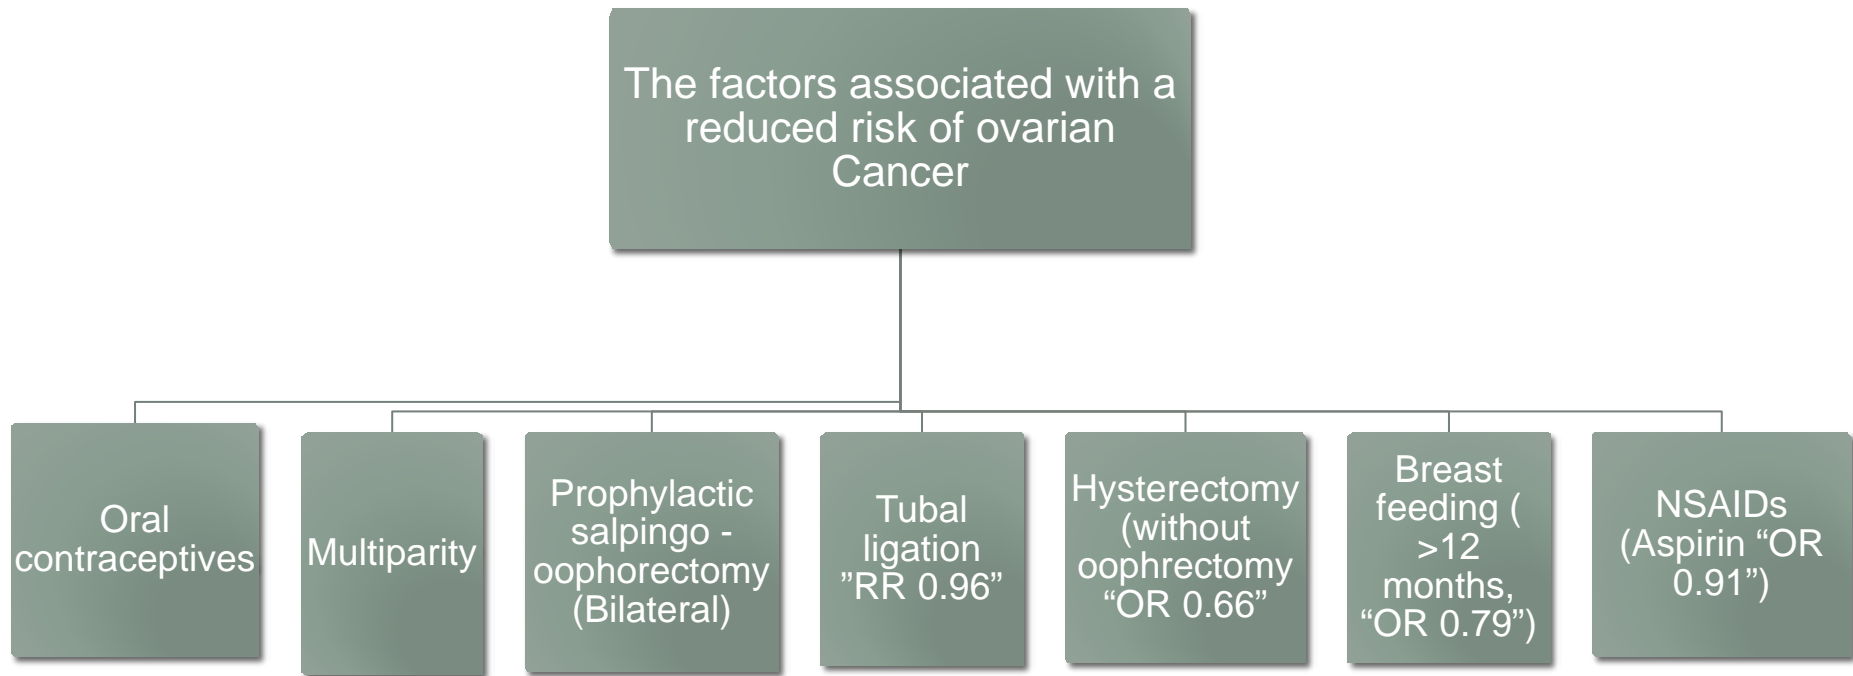 The factors associated with a
reduced risk of ovarian
Cancer
Oral
contraceptives
Multiparity
Prophylactic
salpingo -
oophorectomy
(Bilateral)
Tubal
ligation
”RR 0.96”
Hysterectomy
(without
oophrectomy
“OR 0.66”
Breast
feeding (
>12
months,
“OR 0.79”)
NSAIDs
(Aspirin “OR
0.91”)